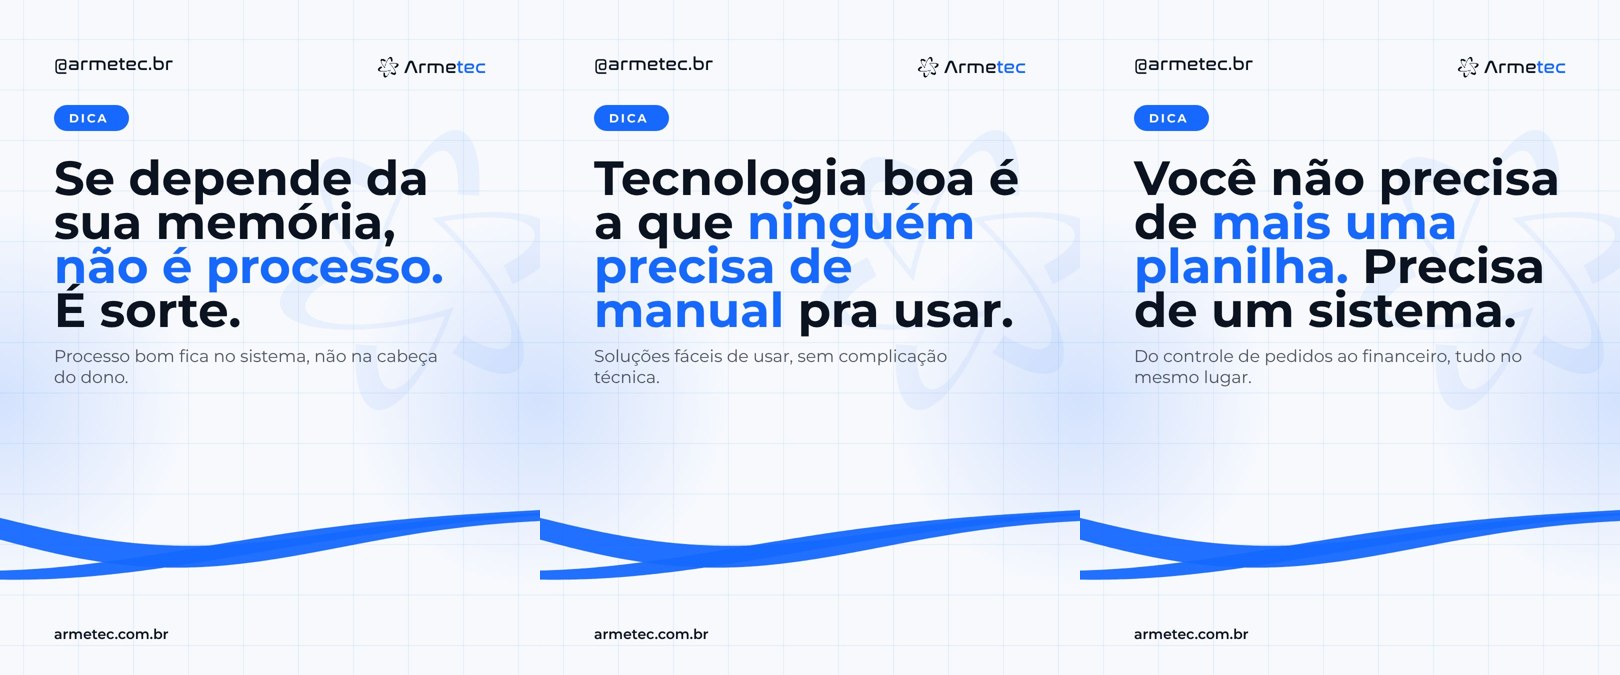 @armetec.br
Armetec
DICA
Se depende da
sua memória,
não é processo.
É sorte.
Processo bom fica no sistema, não na cabeça
do dono.
armetec.com.br
@armetec.br
Armetec
DICA
Tecnologia boa é
a que ninguém
precisa de
manual pra usar.
Soluções fáceis de usar, sem complicação
técnica.
armetec.com.br
@armetec.br
Armetec
DICA
Você não precisa
de mais uma
planilha. Precisa
de um sistema.
Do controle de pedidos ao financeiro, tudo no
mesmo lugar.
armetec.com.br